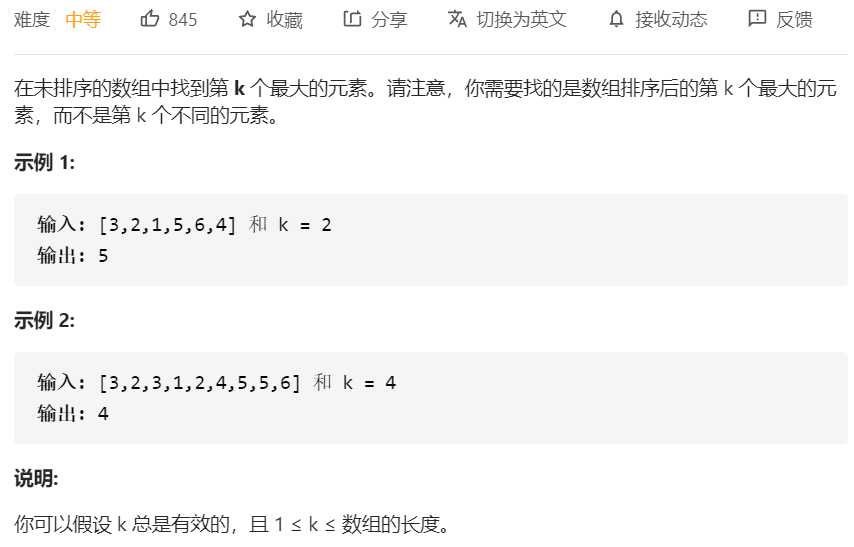 难度 中等 845 收藏 分享 切换为英文 接收动态 反馈
在未排序的数组中找到第 k 个最大的元素。请注意，你需要找的是数组排序后的第 k 个最大的元
素，而不是第 k 个不同的元素。
示例 1:
输入: [3,2,1,5,6,4] 和 k = 2
输出: 5
示例 2:
输入: [3,2,3,1,2,4,5,5,6] 和 k = 4
输出: 4
说明:
你可以假设 k 总是有效的，且 1 ≤ k ≤ 数组的长度。